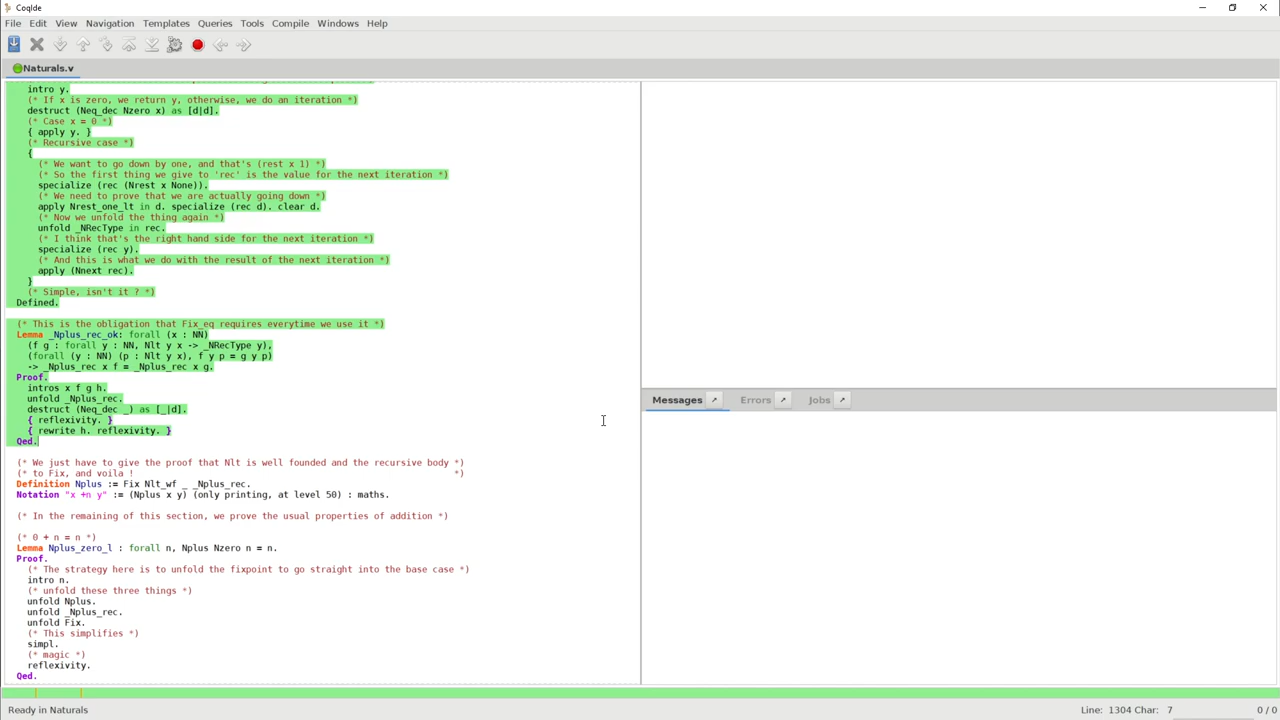 CoqIde
File Edit View Navigation Templates Queries Tools Compile Windows Help
Naturals.v
intro y.
(* If x is zero, we return y, otherwise, we do an iteration *)
destruct (Neq_dec Nzero x) as [d|d].
(* Case x = 0 *)
{ apply y. }
(* Recursive case *)
{
(* We want to go down by one, and that's (rest x 1) *)
(* So the first thing we give to 'rec' is the value for the next iteration *)
specialize (rec (Nrest x None)).
(* We need to prove that we are actually going down *)
apply Nrest_one_lt in d. specialize (rec d). clear d.
(* Now we unfold the thing again *)
unfold _NRecType in rec.
(* I think that's the right hand side for the next iteration *)
specialize (rec y).
(* And this is what we do with the result of the next iteration *)
apply (Nnext rec).
}
(* Simple, isn't it ? *)
Defined.
(* This is the obligation that Fix_eq requires everytime we use it *)
Lemma _Nplus_rec_ok: forall (x : NN)
(f g : forall y : NN, Nlt y x -> _NRecType y),
(forall (y : NN) (p : Nlt y x), f y p = g y p)
-> _Nplus_rec x f = _Nplus_rec x g.
Proof.
intros x f g h.
unfold _Nplus_rec.
destruct (Neq_dec _) as [_|d].
{ reflexivity. }
{ rewrite h. reflexivity. }
Qed.
(* We just have to give the proof that Nlt is well founded and the recursive body *)
(* to Fix, and voila ! *)
Definition Nplus := Fix Nlt_wf _ _Nplus_rec.
Notation "x +n y" := (Nplus x y) (only printing, at level 50) : maths.
(* In the remaining of this section, we prove the usual properties of addition *)
(* 0 + n = n *)
Lemma Nplus_zero_l : forall n, Nplus Nzero n = n.
Proof.
(* The strategy here is to unfold the fixpoint to go straight into the base case *)
intro n.
(* unfold these three things *)
unfold Nplus.
unfold _Nplus_rec.
unfold Fix.
(* This simplifies *)
simpl.
(* magic *)
reflexivity.
Qed.
Messages Errors Jobs
Ready in Naturals Line: 1304 Char: 7 0 / 0